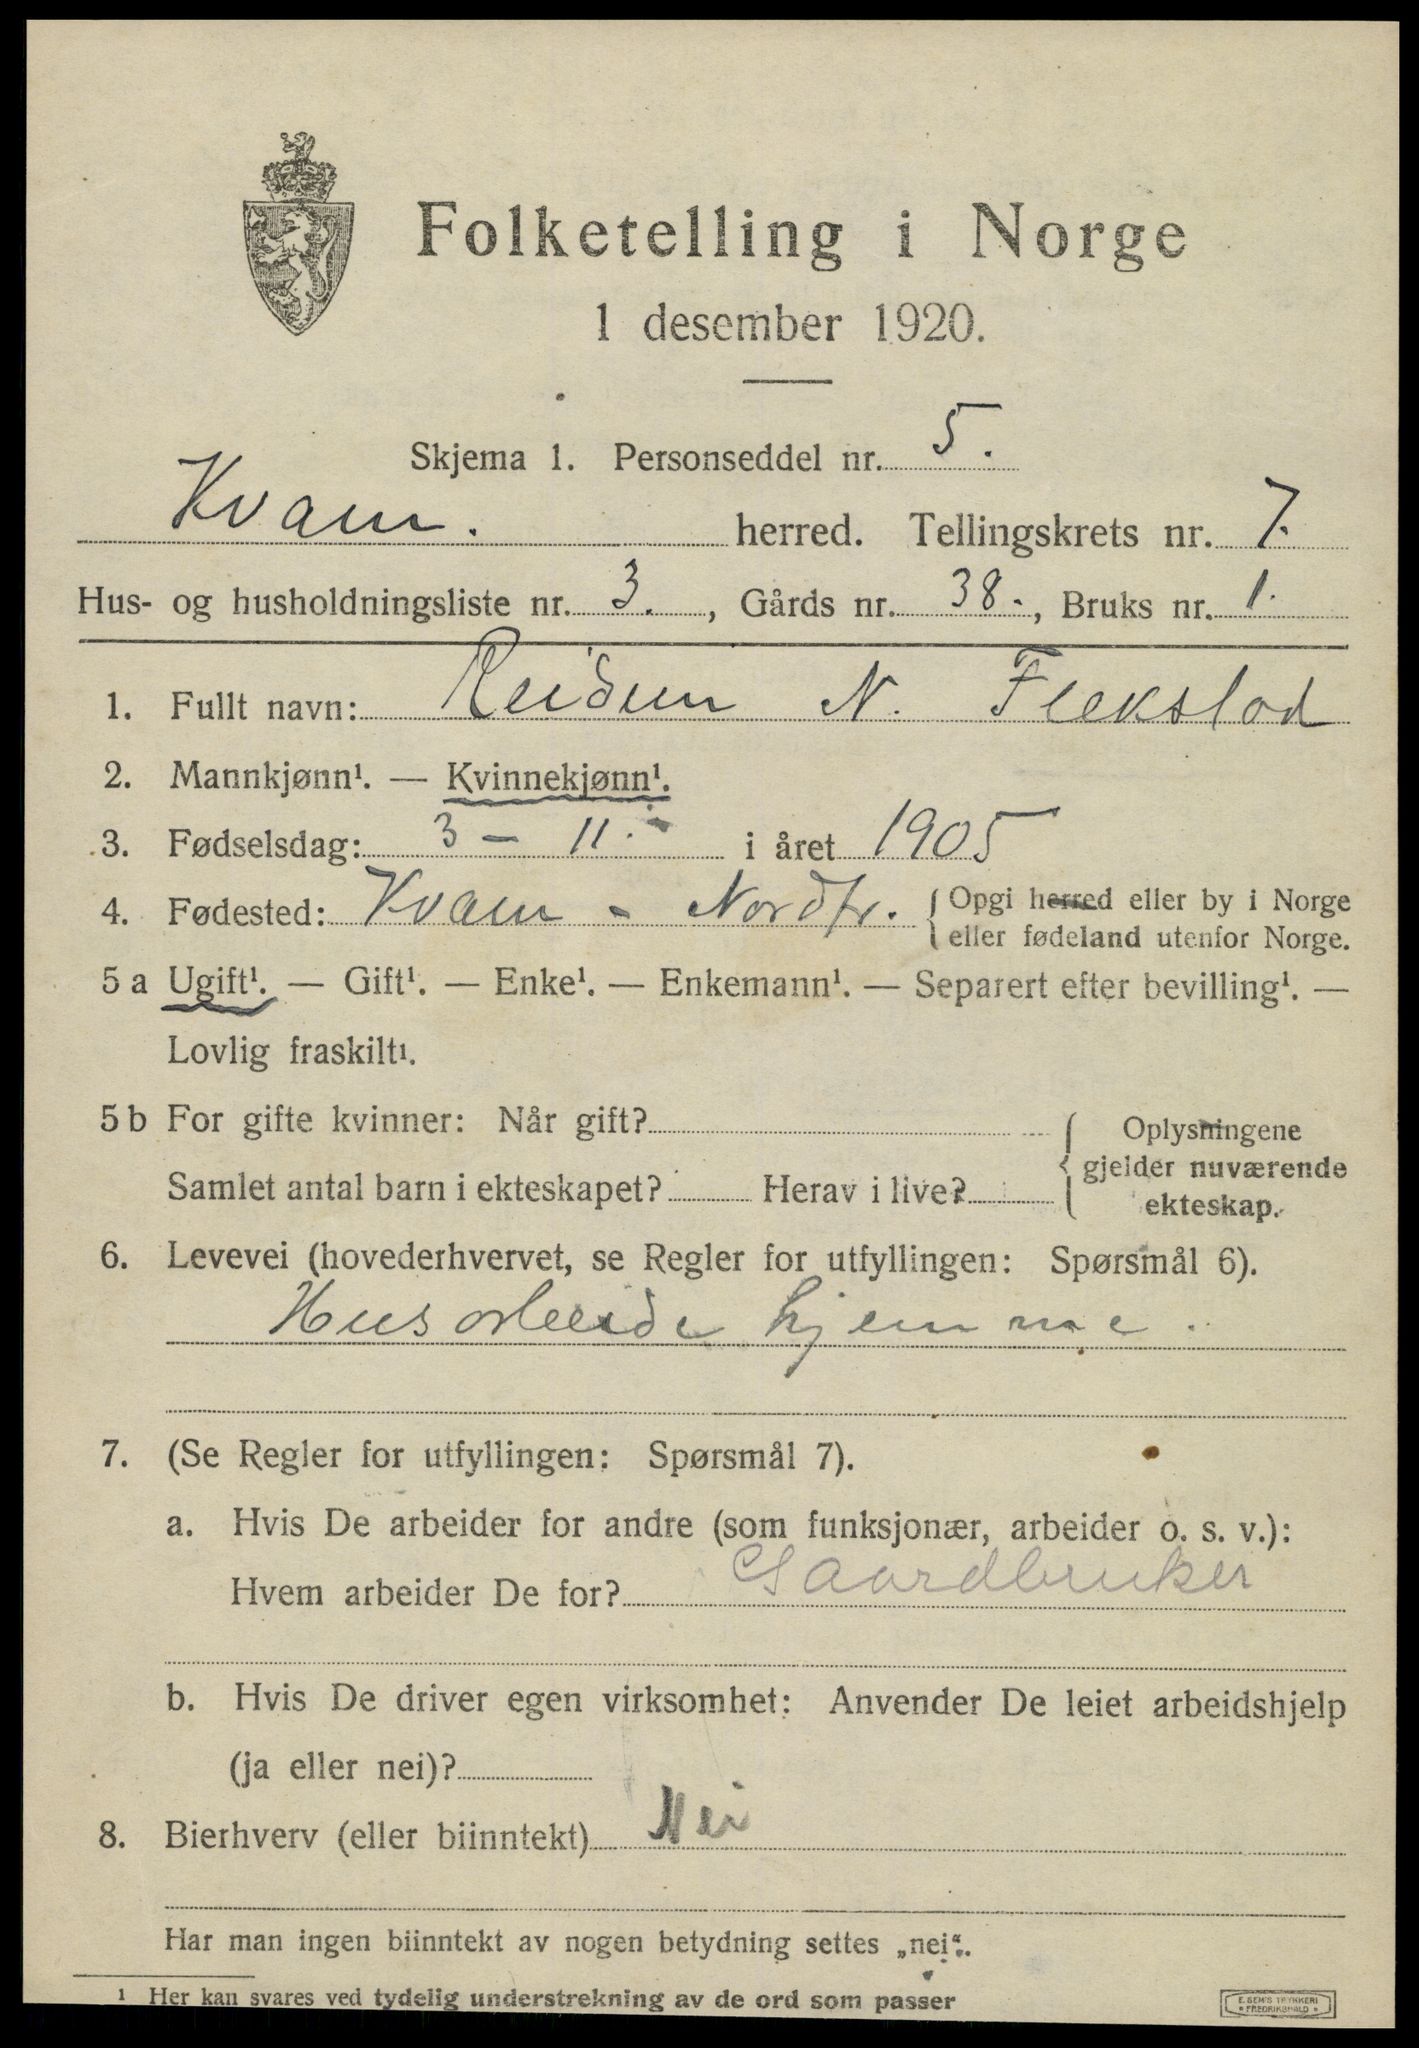 Folketelling i Norge
1 desember 1920.
Skjema 1. Personseddel nr. 5.
Kvam. herred. Tellingskrets nr. 7.
Hus- og husholdningsliste nr. 3., Gårds nr. 38., Bruks nr. 1.
1. Fullt navn: Reidun N. Flekstad
2. Mannkjønn¹. — Kvinnekjønn¹.
3. Fødselsdag: 3 – 11. i året 1905
4. Fødested: Kvam - Nordfr. { Opgi herred eller by i Norge
eller fødeland utenfor Norge.
5 a Ugift¹. — Gift¹. — Enke¹. — Enkemann¹. — Separert efter bevilling¹. —
Lovlig fraskilt¹.
5 b For gifte kvinner: Når gift? { Oplysningene
gjelder nuværende
Samlet antal barn i ekteskapet? Herav i live?
ekteskap.
6. Levevei (hovederhvervet, se Regler for utfyllingen: Spørsmål 6).
Husarbeide hjemme.
7. (Se Regler for utfyllingen: Spørsmål 7).
a. Hvis De arbeider for andre (som funksjonær, arbeider o. s. v.):
Hvem arbeider De for? Gaardbruker
b. Hvis De driver egen virksomhet: Anvender De leiet arbeidshjelp
(ja eller nei)?
8. Bierhverv (eller biinntekt) Nei
Har man ingen biinntekt av nogen betydning settes „nei“.
¹ Her kan svares ved tydelig understrekning av de ord som passer
E. SEM'S TRYKKERI
FREDRIKSHALD